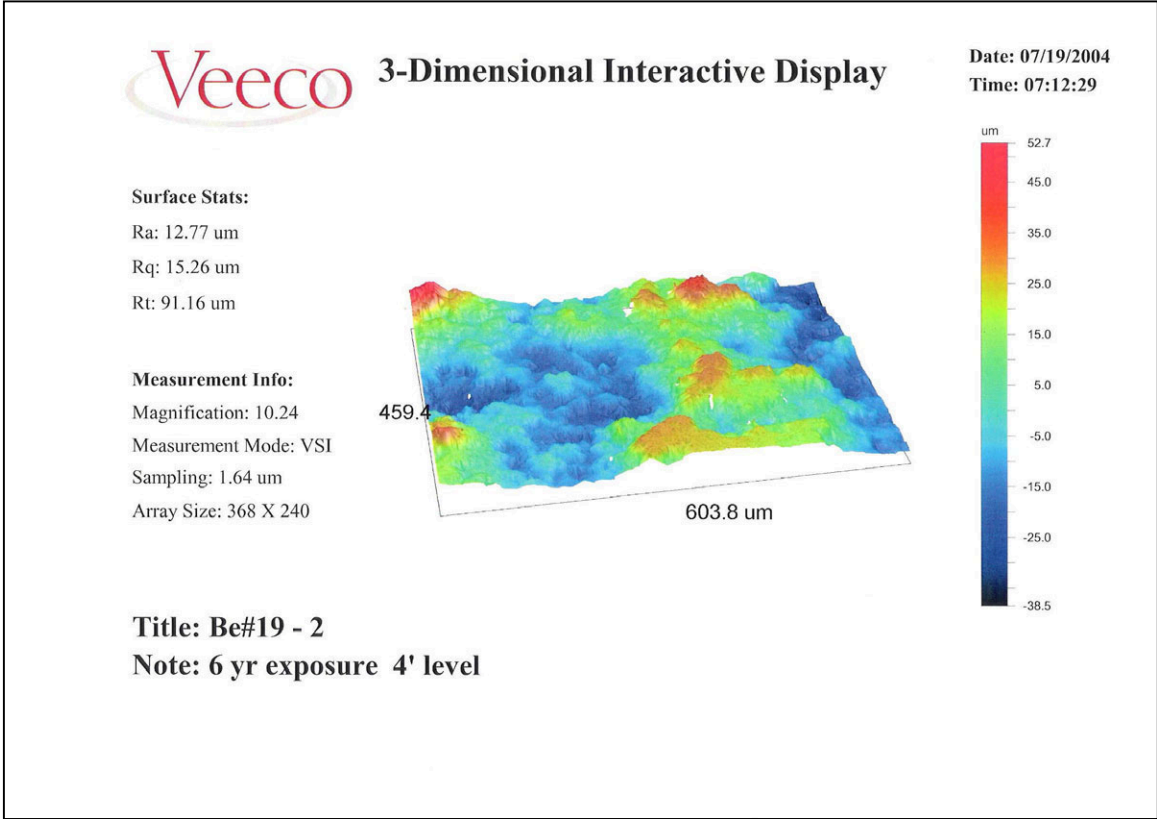 Veeco
3-Dimensional Interactive Display
Date: 07/19/2004
Time: 07:12:29
um
52.7
45.0
35.0
25.0
15.0
5.0
-5.0
-15.0
-25.0
-38.5
Surface Stats:
Ra: 12.77 um
Rq: 15.26 um
Rt: 91.16 um
Measurement Info:
Magnification: 10.24
Measurement Mode: VSI
Sampling: 1.64 um
Array Size: 368 X 240
459.4
603.8 um
Title: Be#19 - 2
Note: 6 yr exposure 4' level